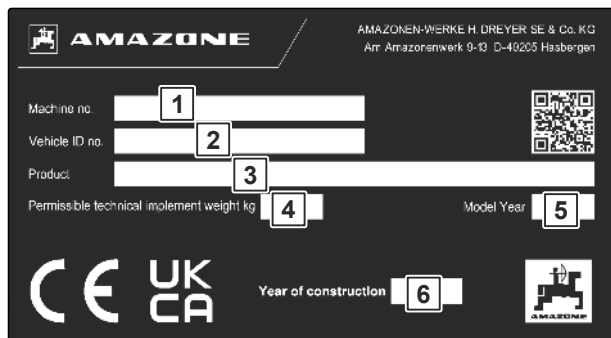 AMAZONE
AMAZONEN-WERKE H. DREYER SE & Co. KG
Am Amazonenwerk 9-13 D-49205 Hasbergen
Machine no. 1
Vehicle ID no. 2
Product 3
Permissible technical implement weight kg 4
Model Year 5
CE UK
CA
Year of construction 6
AMAZONE